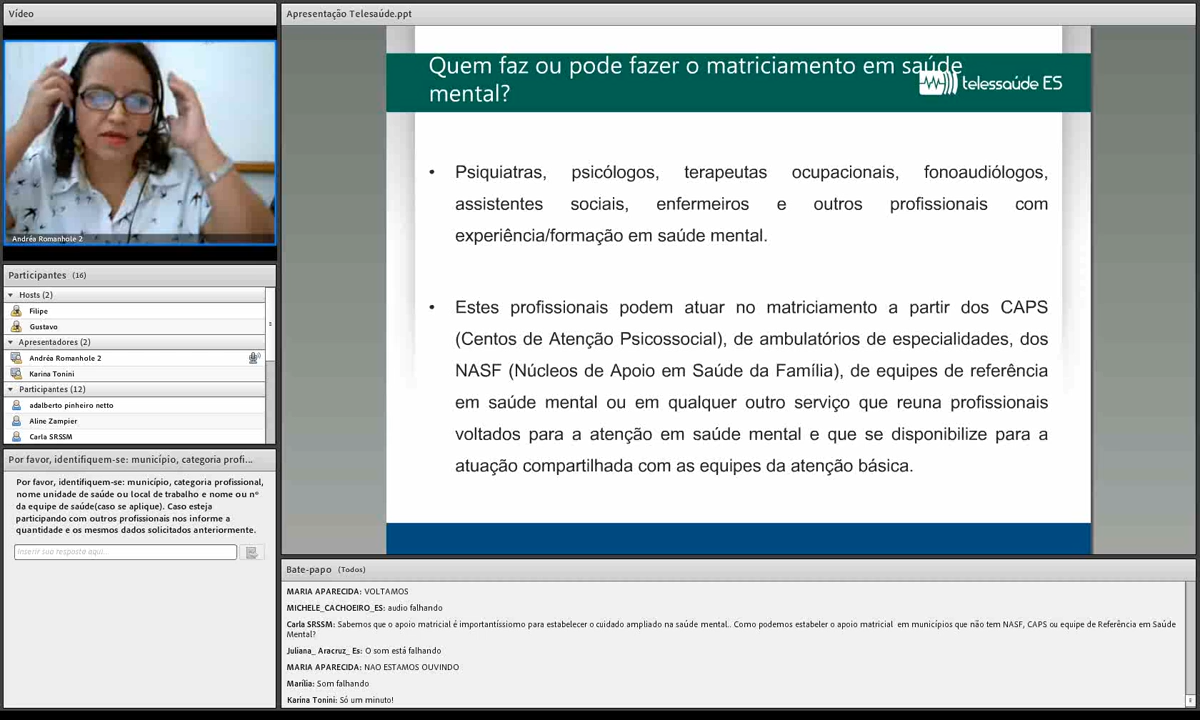 Vídeo
Andréa Romanhole 2
Participantes (16)
Hosts (2)
Filipe
Gustavo
Apresentadores (2)
Andréa Romanhole 2
Karina Tonini
Participantes (12)
adalberto pinheiro netto
Aline Zampier
Carla SRSSM
Por favor, identifiquem-se: município, categoria profi...
Por favor, identifiquem-se: município, categoria profissional,
nome unidade de saúde ou local de trabalho e nome ou nº
da equipe de saúde(caso se aplique). Caso esteja
participando com outros profissionais nos informe a
quantidade e os mesmos dados solicitados anteriormente.
Inserir sua resposta aqui...
Apresentação Telesaúde.ppt
Quem faz ou pode fazer o matriciamento em saúde
mental?
telessaúde ES
• Psiquiatras, psicólogos, terapeutas ocupacionais, fonoaudiólogos,
assistentes sociais, enfermeiros e outros profissionais com
experiência/formação em saúde mental.
• Estes profissionais podem atuar no matriciamento a partir dos CAPS
(Centos de Atenção Psicossocial), de ambulatórios de especialidades, dos
NASF (Núcleos de Apoio em Saúde da Família), de equipes de referência
em saúde mental ou em qualquer outro serviço que reuna profissionais
voltados para a atenção em saúde mental e que se disponibilize para a
atuação compartilhada com as equipes da atenção básica.
Bate-papo (Todos)
MARIA APARECIDA: VOLTAMOS
MICHELE_CACHOEIRO_ES: audio falhando
Carla SRSSM: Sabemos que o apoio matricial é importantíssiomo para estabelecer o cuidado ampliado na saúde mental.. Como podemos estabeler o apoio matricial em municípios que não tem NASF, CAPS ou equipe de Referência em Saúde
Mental?
Juliana_ Aracruz_ Es: O som está falhando
MARIA APARECIDA: NAO ESTAMOS OUVINDO
Marília: Som falhando
Karina Tonini: Só um minuto!